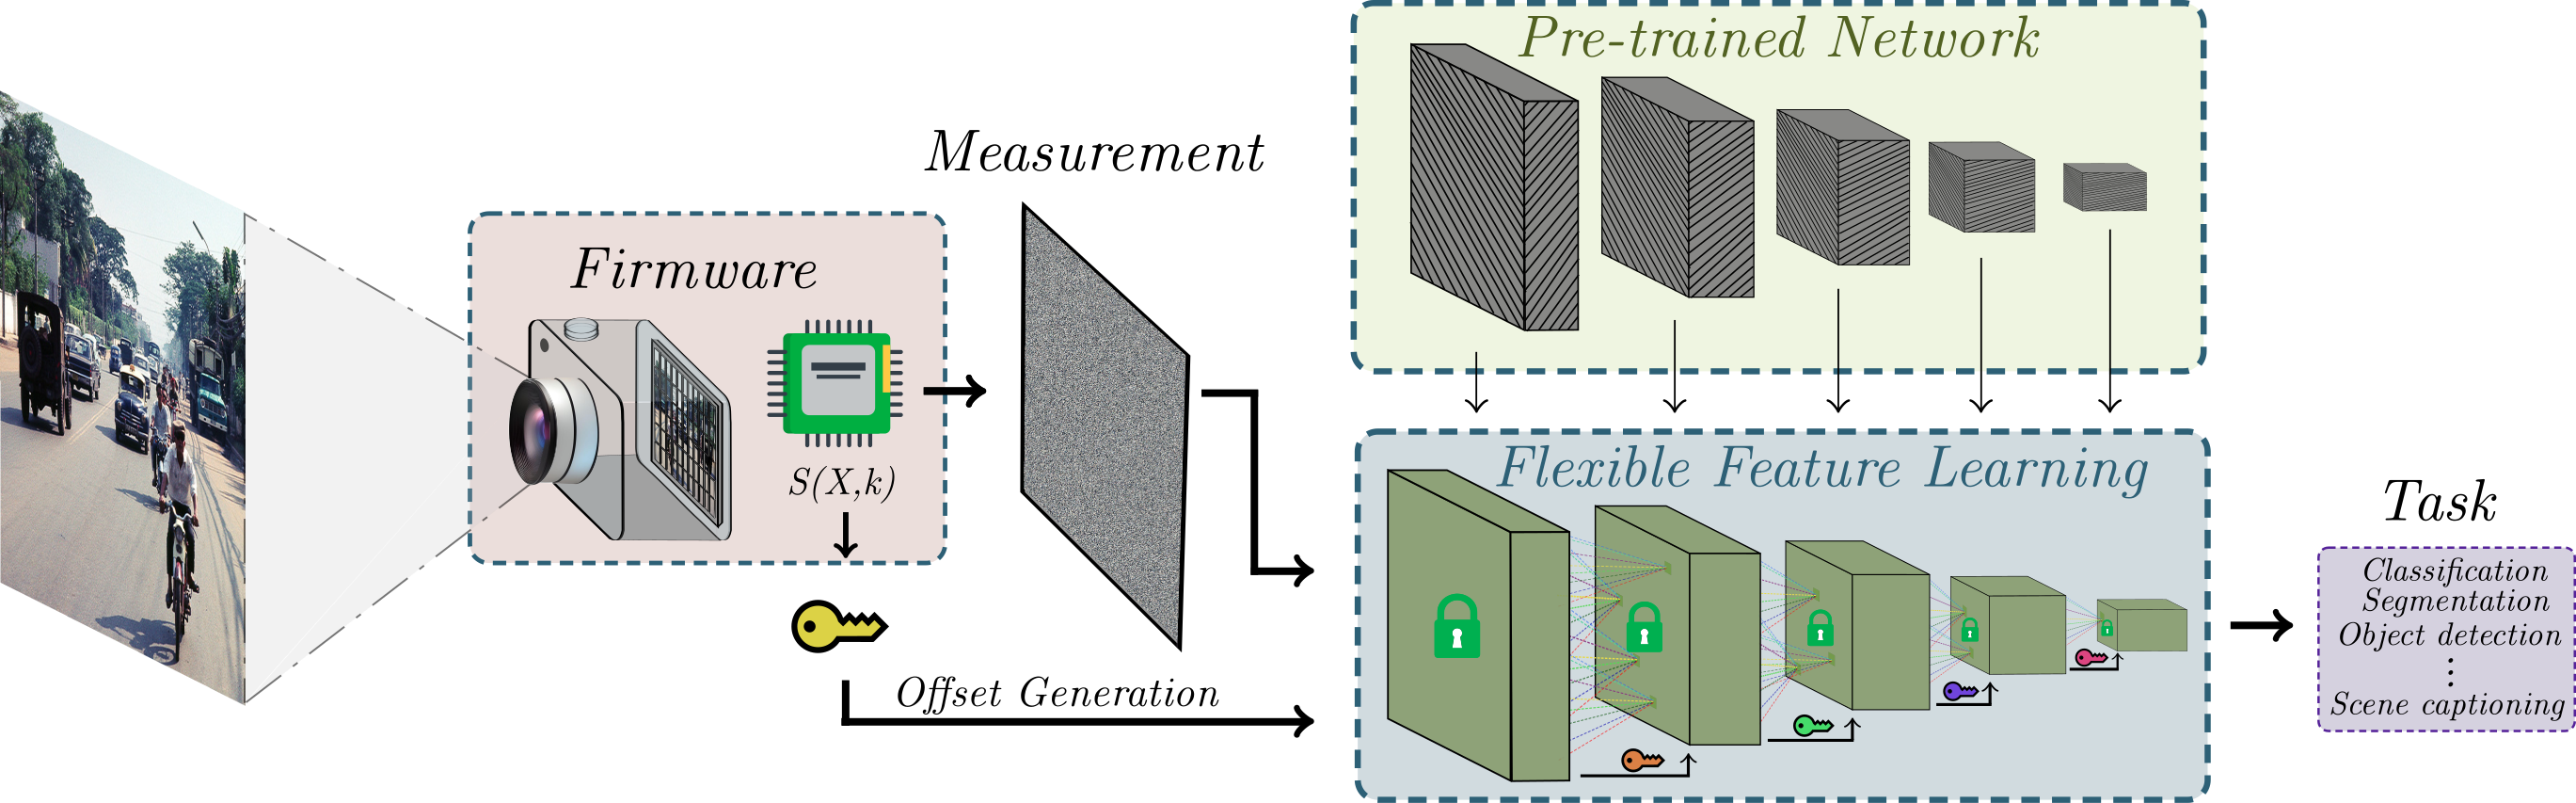 Pre-trained Network
Measurement
Firmware
S(X,k)
Offset Generation
Flexible Feature Learning
Task
Classification
Segmentation
Object detection
⋮
Scene captioning